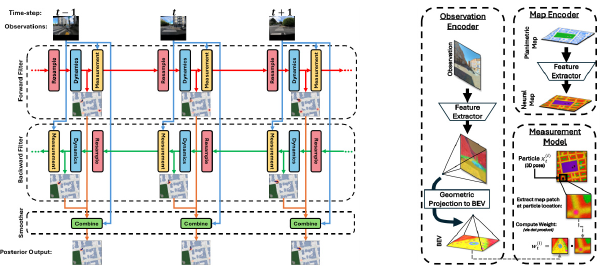 Time-step:
t − 1
t
t + 1
Observations:
Forward Filter
Resample
Dynamics
Measurement
Resample
Dynamics
Measurement
Resample
Dynamics
Measurement
Backward Filter
Measurement
Dynamics
Resample
Measurement
Dynamics
Resample
Measurement
Dynamics
Resample
Smoother
Combine
Combine
Combine
Posterior Output:
Observation
Encoder
Observation
Feature
Extractor
Geometric
Projection to BEV
BEV
Map Encoder
Planimetric
Map
Feature
Extractor
Neural
Map
Measurement
Model
Particle
(3D pose)
Extract map patch
at particle location:
Compute Weight:
(via dot product)